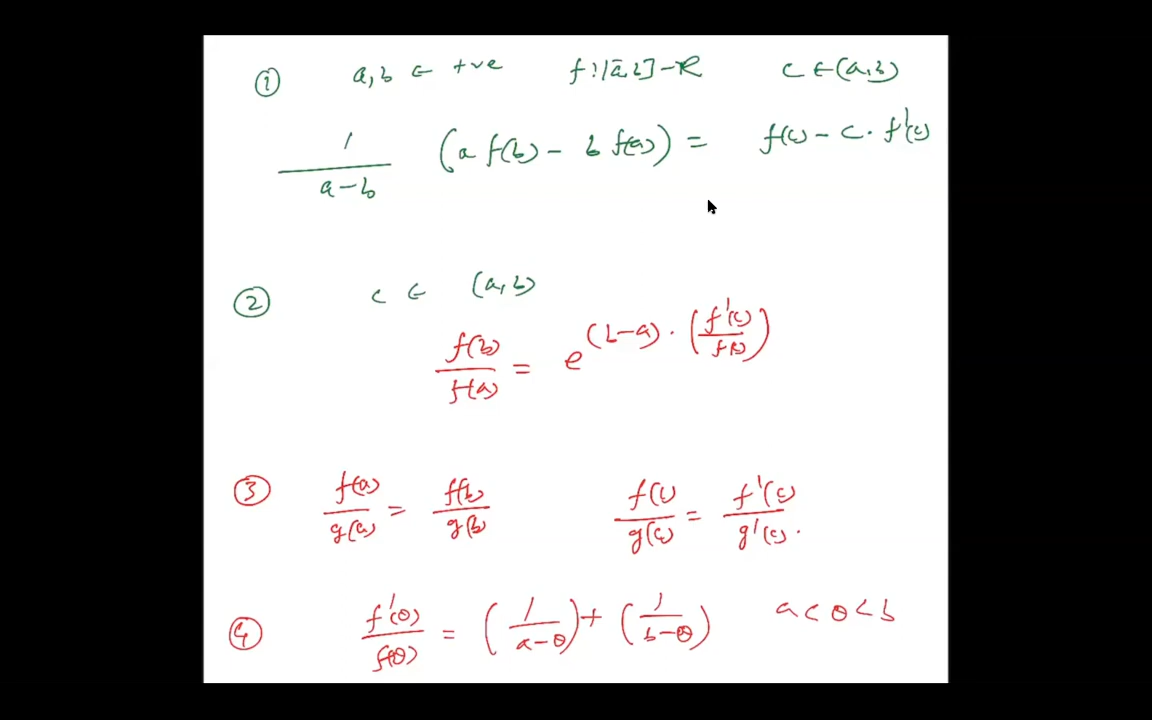 ① a,b ∈ +ve f:[a,b]-R c ∈ (a,b)
1/(a-b) (a f(b) - b f(a)) = f(c) - c· f'(c)
② c ∈ (a,b)
f(b)/f(a) = e^((b-a)·(f'(c)/f(c)))
③ f(a)/g(a) = f(b)/g(b) f(c)/g(c) = f'(c)/g'(c).
④ f'(θ)/f(θ) = (1/(a-θ)) + (1/(b-θ)) a<θ<b